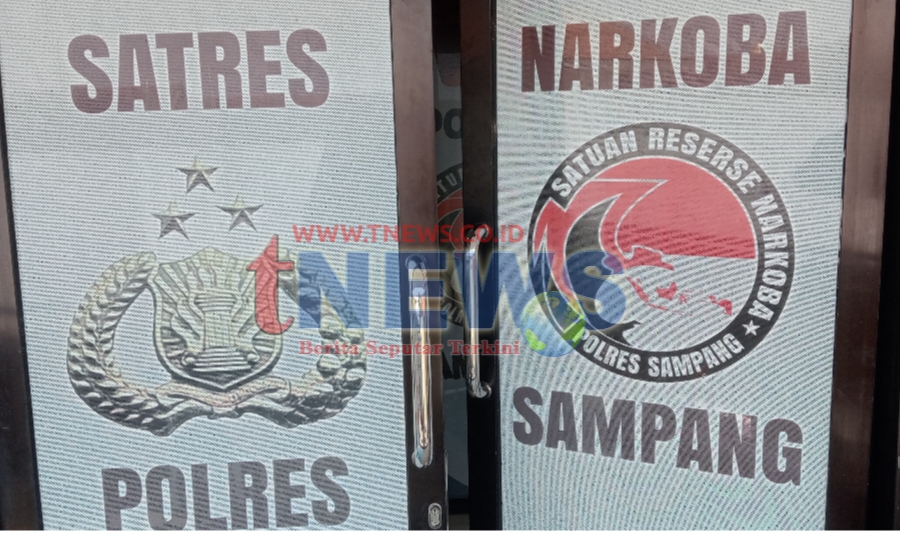 SATRES
NARKOBA
SATUAN RESERSE NARKOBA
POLRES SAMPANG
WWW.TNEWS.CO.ID
tNEWS
Berita Seputar Terkini
SAMPANG
POLRES